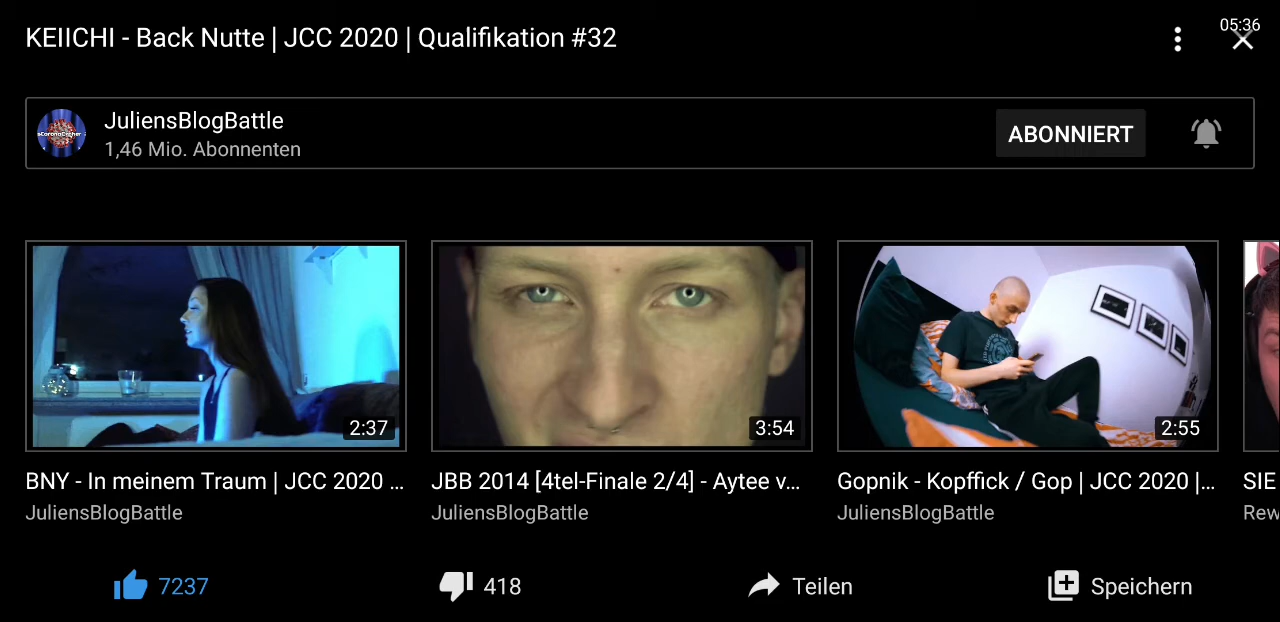 KEIICHI - Back Nutte | JCC 2020 | Qualifikation #32
05:36
JuliensBlogBattle
1,46 Mio. Abonnenten
ABONNIERT
2:37
3:54
2:55
BNY - In meinem Traum | JCC 2020 ...
JBB 2014 [4tel-Finale 2/4] - Aytee v...
Gopnik - Kopffick / Gop | JCC 2020 |...
SIE
JuliensBlogBattle
JuliensBlogBattle
JuliensBlogBattle
Rew
7237
418
Teilen
Speichern